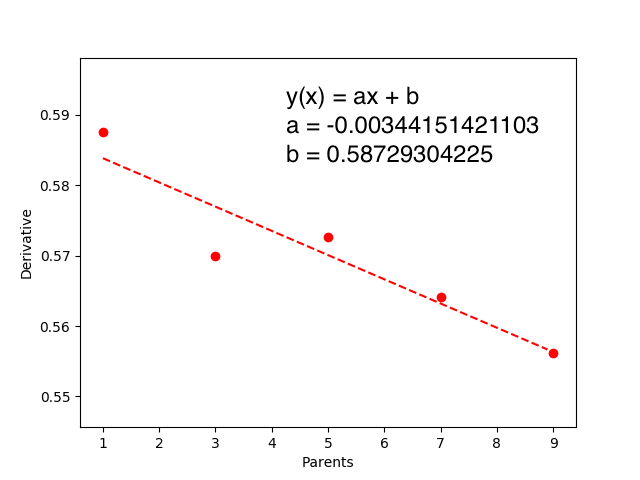 y(x) = ax + b
a = -0.00344151421103
b = 0.58729304225
0.59
0.58
0.57
0.56
0.55
Derivative
1 2 3 4 5 6 7 8 9
Parents